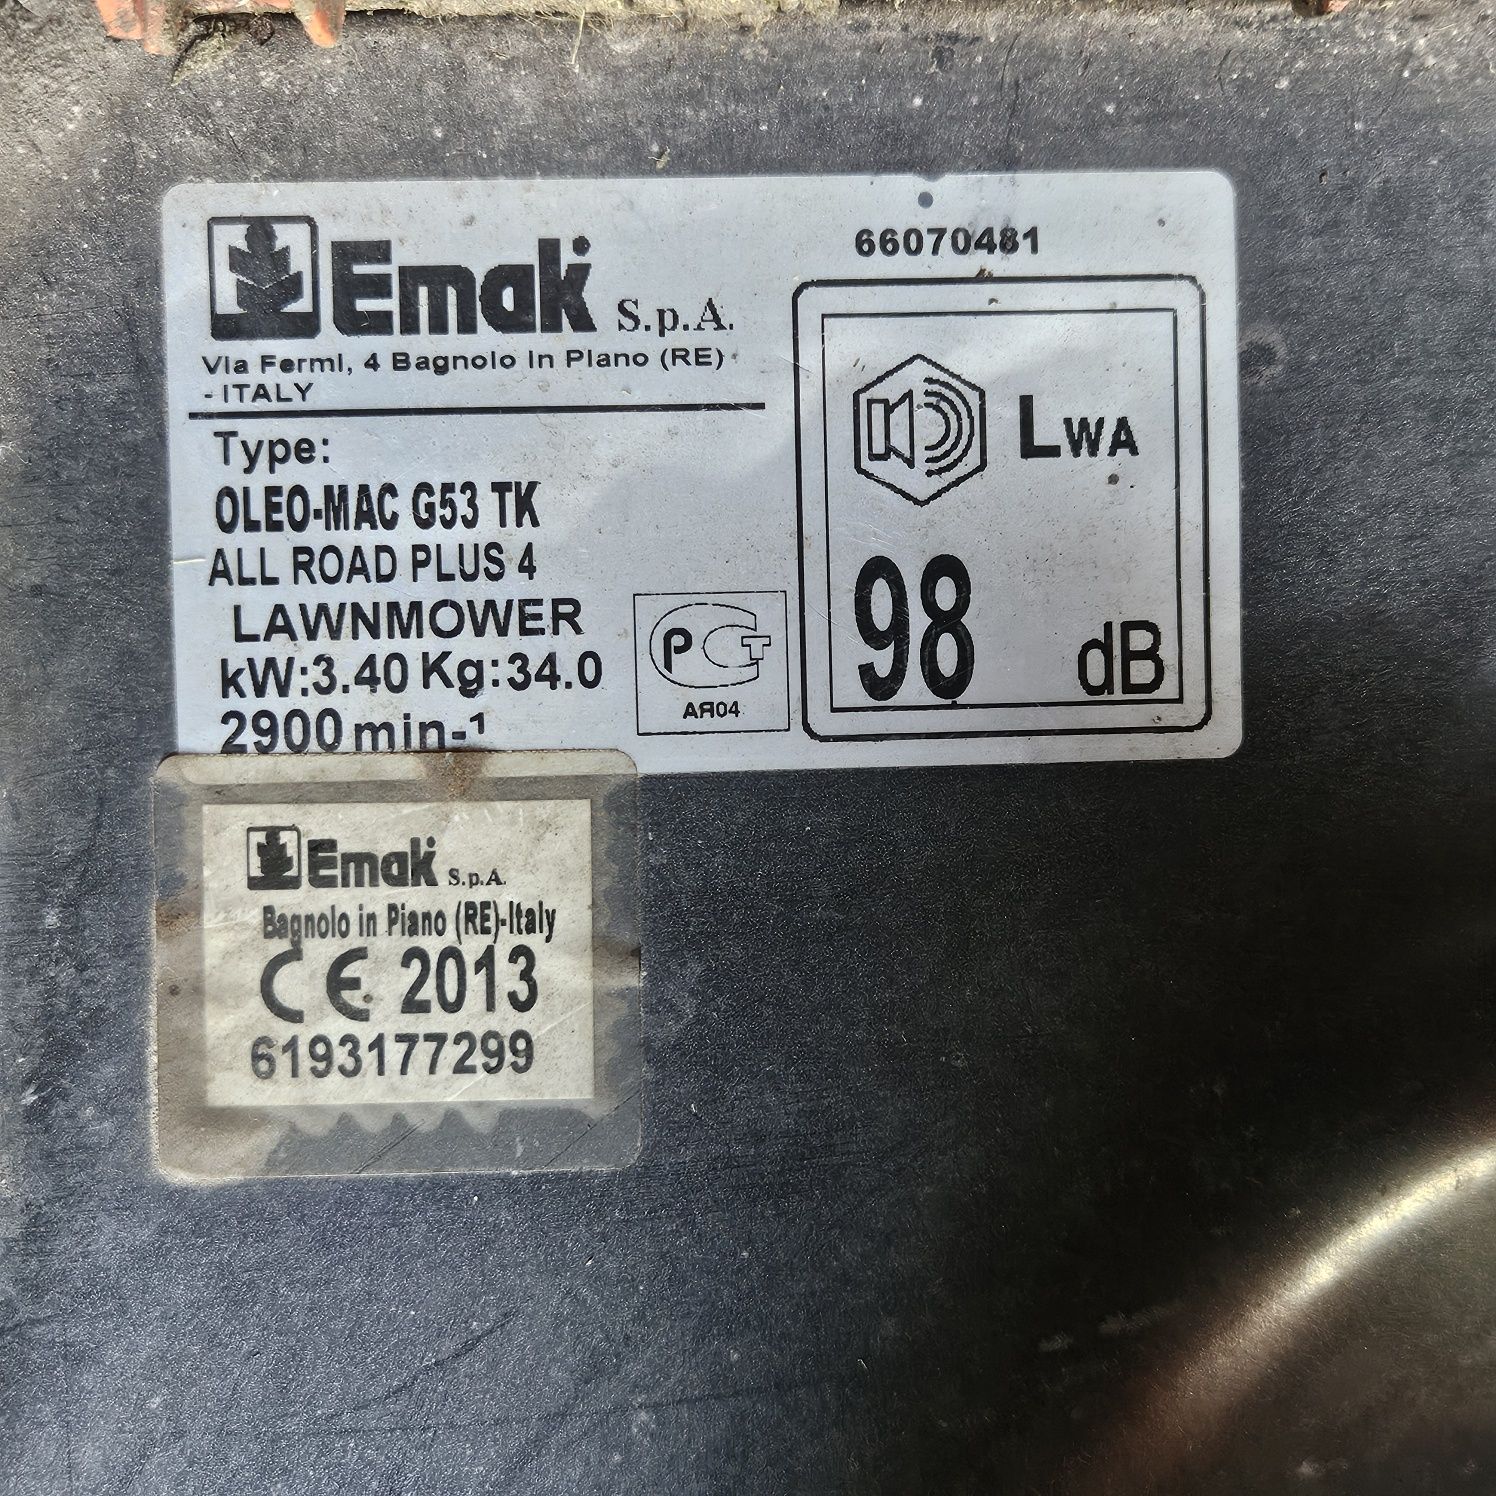 Emak S.p.A.
Via Fermi, 4 Bagnolo in Piano (RE)
- ITALY
66070481
Type:
OLEO-MAC G53 TK
ALL ROAD PLUS 4
LAWNMOWER
kW:3.40 Kg:34.0
2900 min-¹
РСТ
АЯ04
LWA
98 dB
Emak S.p.A.
Bagnolo in Piano (RE)-Italy
CE 2013
6193177299